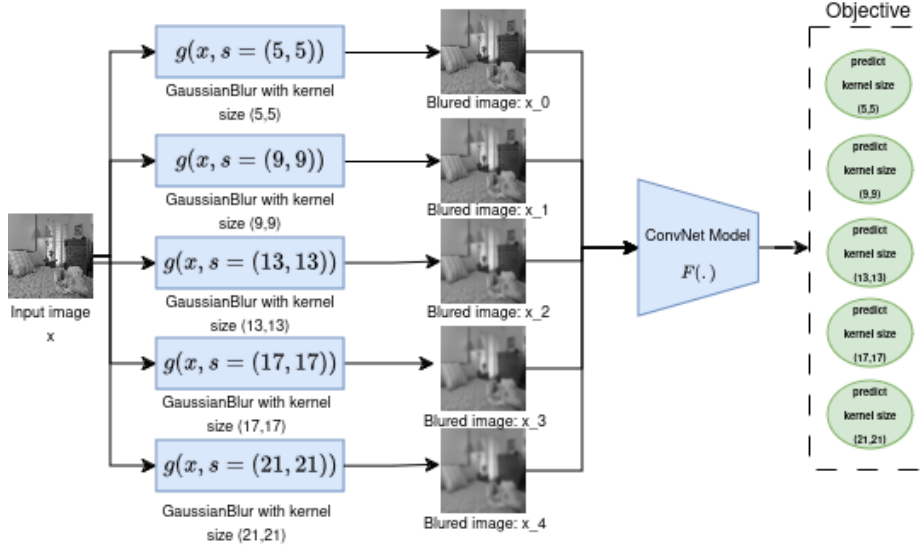 Objective
g(x, s = (5, 5))
GaussianBlur with kernel
size (5,5)
Blured image: x_0
predict
kernel size
(5,5)
g(x, s = (9, 9))
GaussianBlur with kernel
size (9,9)
Blured image: x_1
predict
kernel size
(9,9)
Input image
x
g(x, s = (13, 13))
GaussianBlur with kernel
size (13,13)
Blured image: x_2
ConvNet Model
F(.)
predict
kernel size
(13,13)
g(x, s = (17, 17))
GaussianBlur with kernel
size (17,17)
Blured image: x_3
predict
kernel size
(17,17)
g(x, s = (21, 21))
GaussianBlur with kernel
size (21,21)
Blured image: x_4
predict
kernel size
(21,21)